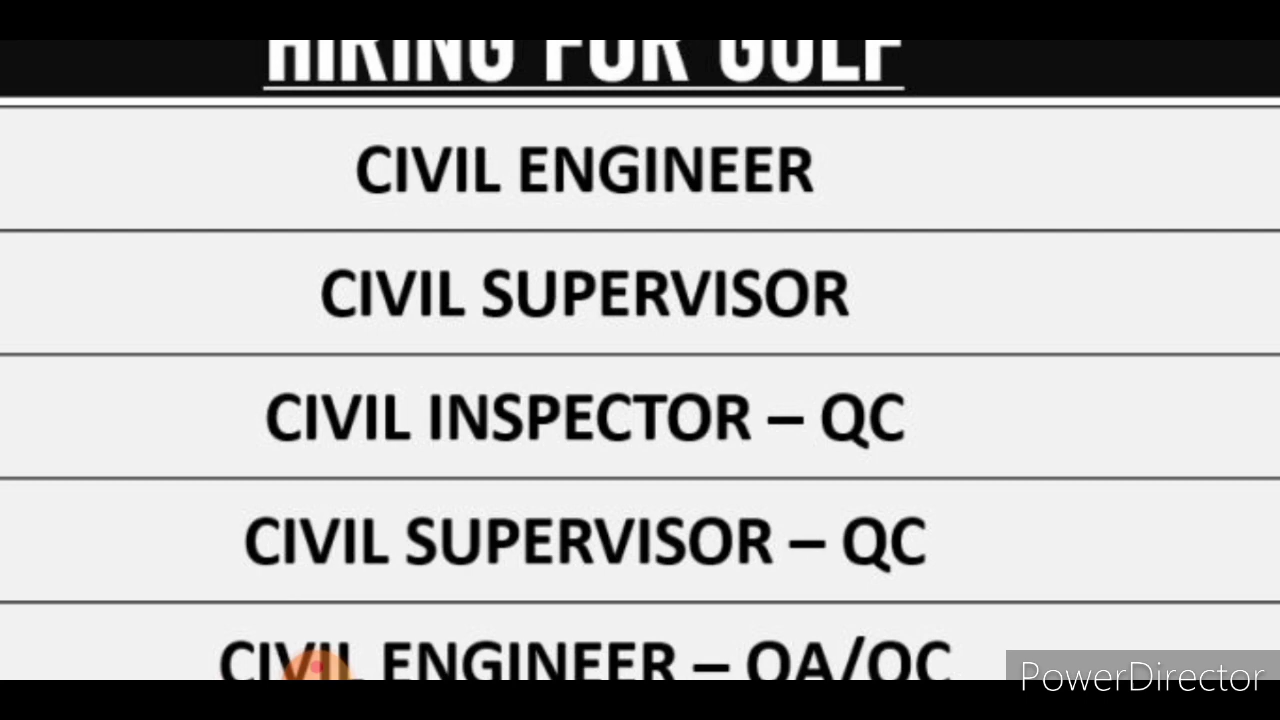 HIRING FOR GULF
CIVIL ENGINEER
CIVIL SUPERVISOR
CIVIL INSPECTOR – QC
CIVIL SUPERVISOR – QC
CIVIL ENGINEER – QA/QC
PowerDirector